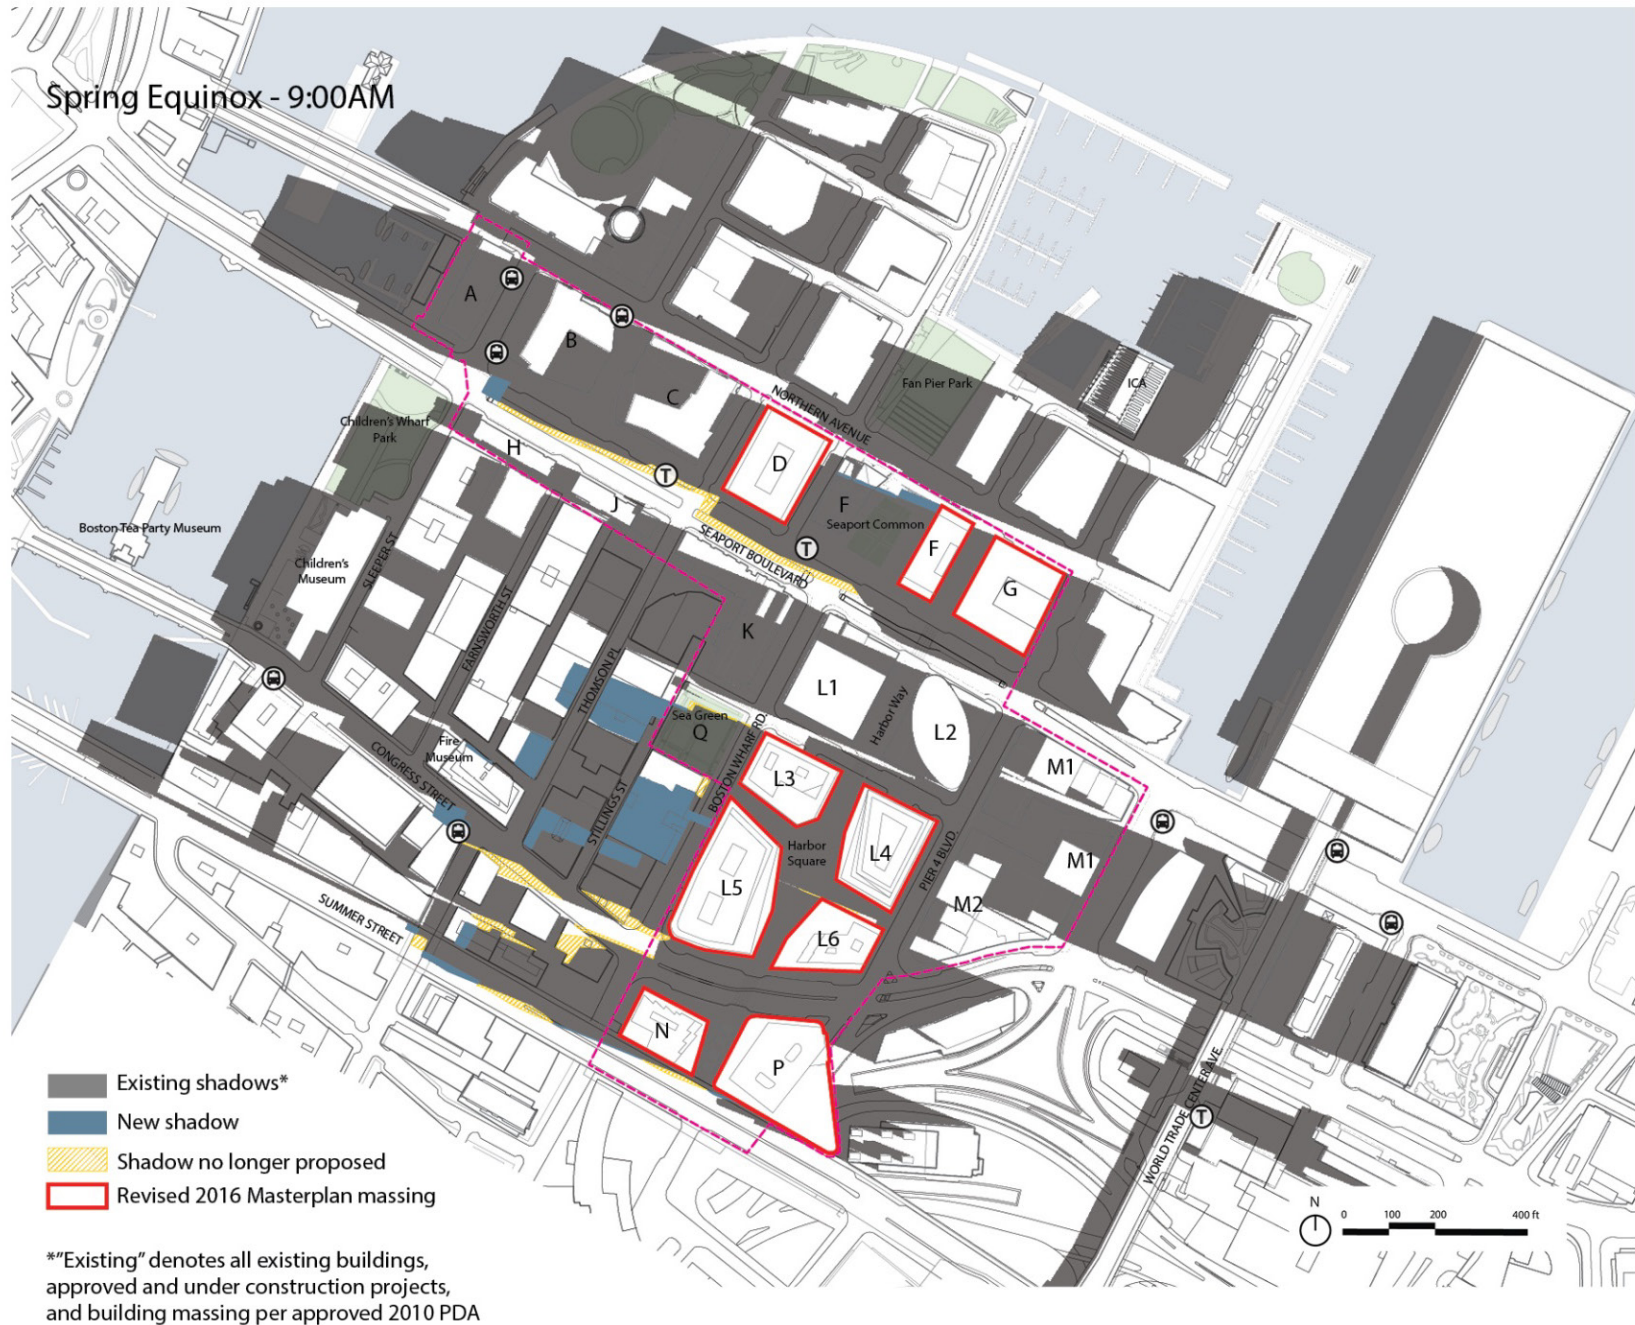 Spring Equinox - 9:00AM
A
B
C
NORTHERN AVENUE
Fan Pier Park
ICA
Children's Wharf
Park
H
T
D
J
F
Seaport Common
SEAPORT BOULEVARD
T
F
G
Boston Tea Party Museum
Children's
Museum
SLEEPER ST
FARNSWORTH ST
THOMSON PL
K
L1
Harbor Way
L2
Sea Green
Q
BOSTON WHARF RD.
Fire
Museum
CONGRESS STREET
STILLINGS ST
L3
M1
Harbor
Square
L4
PIER 4 BLVD.
M1
L5
M2
SUMMER STREET
L6
N
P
WORLD TRADE CENTER AVE.
T
Existing shadows*
New shadow
Shadow no longer proposed
Revised 2016 Masterplan massing
N
0 100 200 400 ft
*"Existing" denotes all existing buildings,
approved and under construction projects,
and building massing per approved 2010 PDA